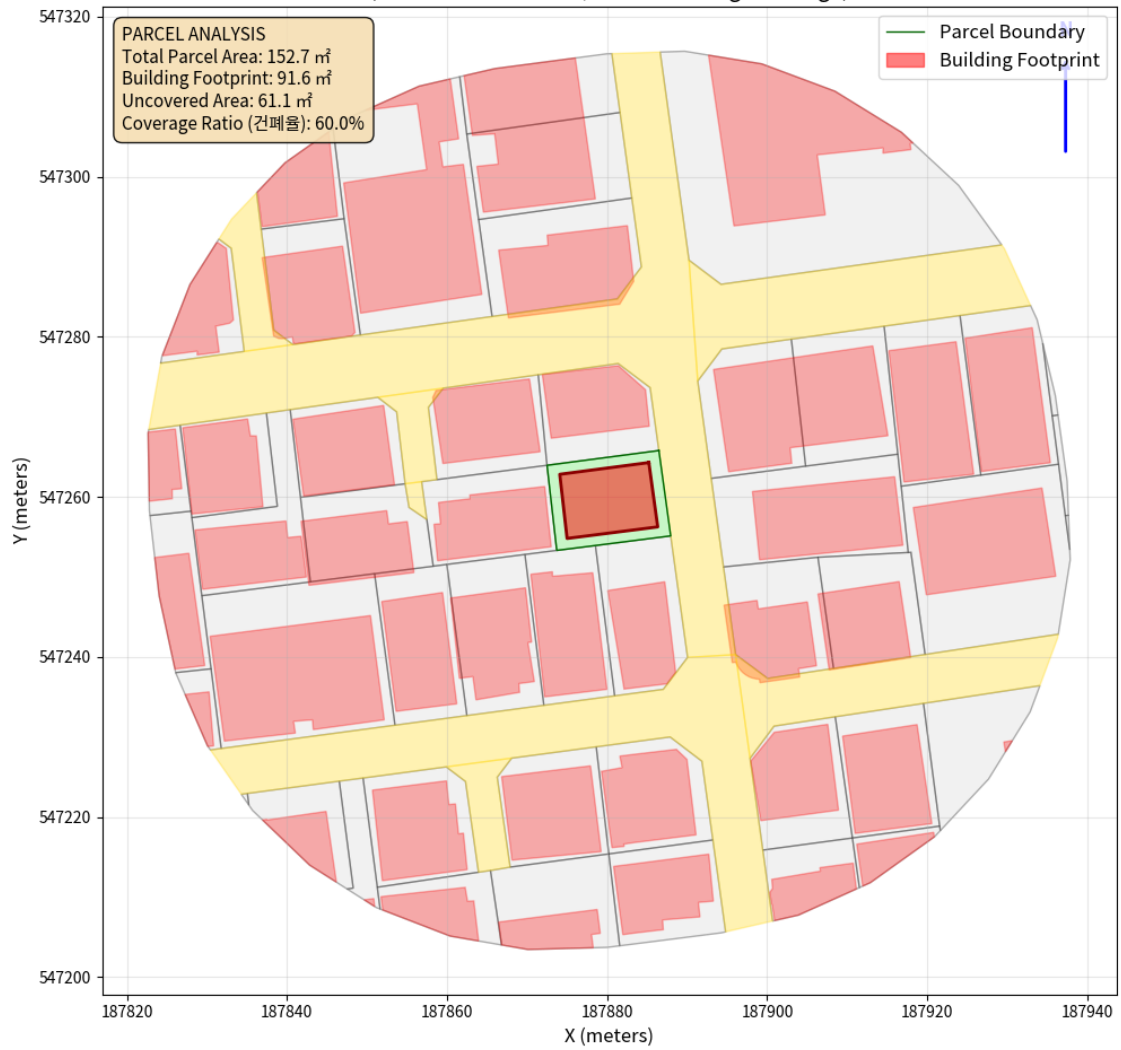 PARCEL ANALYSIS
Total Parcel Area: 152.7 ㎡
Building Footprint: 91.6 ㎡
Uncovered Area: 61.1 ㎡
Coverage Ratio (건폐율): 60.0%
N
Parcel Boundary
Building Footprint
547320
547300
547280
547260
547240
547220
547200
Y (meters)
187820
187840
187860
187880
187900
187920
187940
X (meters)